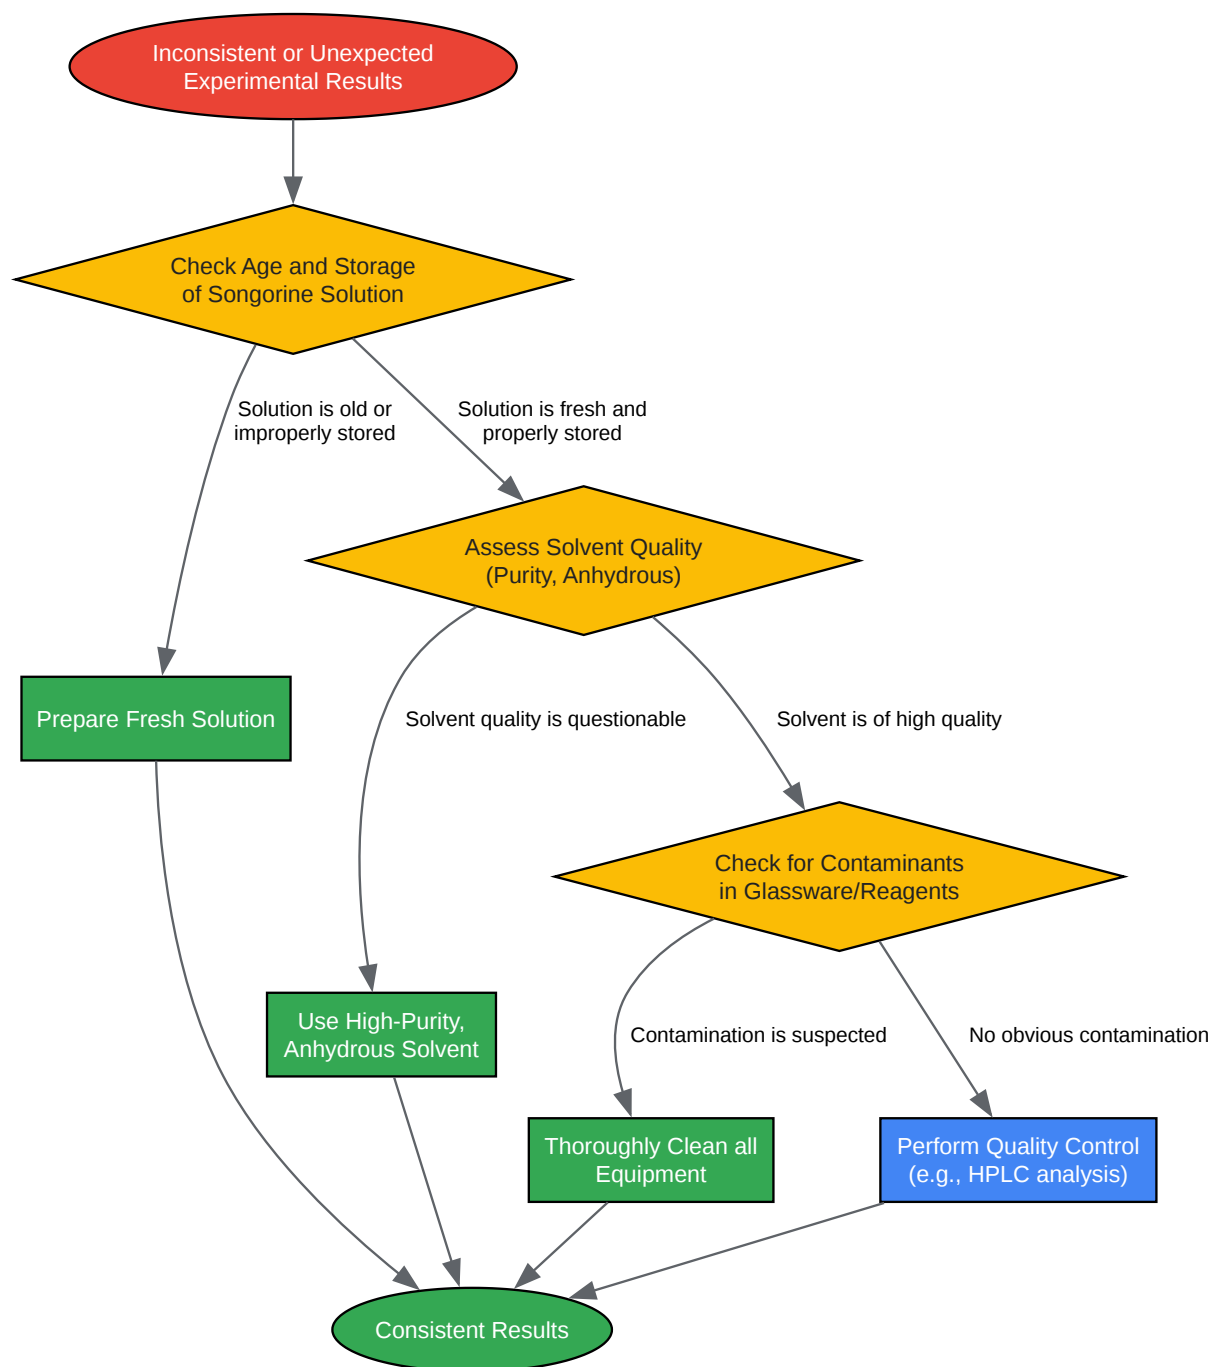 Inconsistent or Unexpected
Experimental Results
Check Age and Storage
of Songorine Solution
Solution is old or
improperly stored
Solution is fresh and
properly stored
Assess Solvent Quality
(Purity, Anhydrous)
Prepare Fresh Solution
Solvent quality is questionable
Solvent is of high quality
Check for Contaminants
in Glassware/Reagents
Use High-Purity,
Anhydrous Solvent
Contamination is suspected
No obvious contamination
Thoroughly Clean all
Equipment
Perform Quality Control
(e.g., HPLC analysis)
Consistent Results